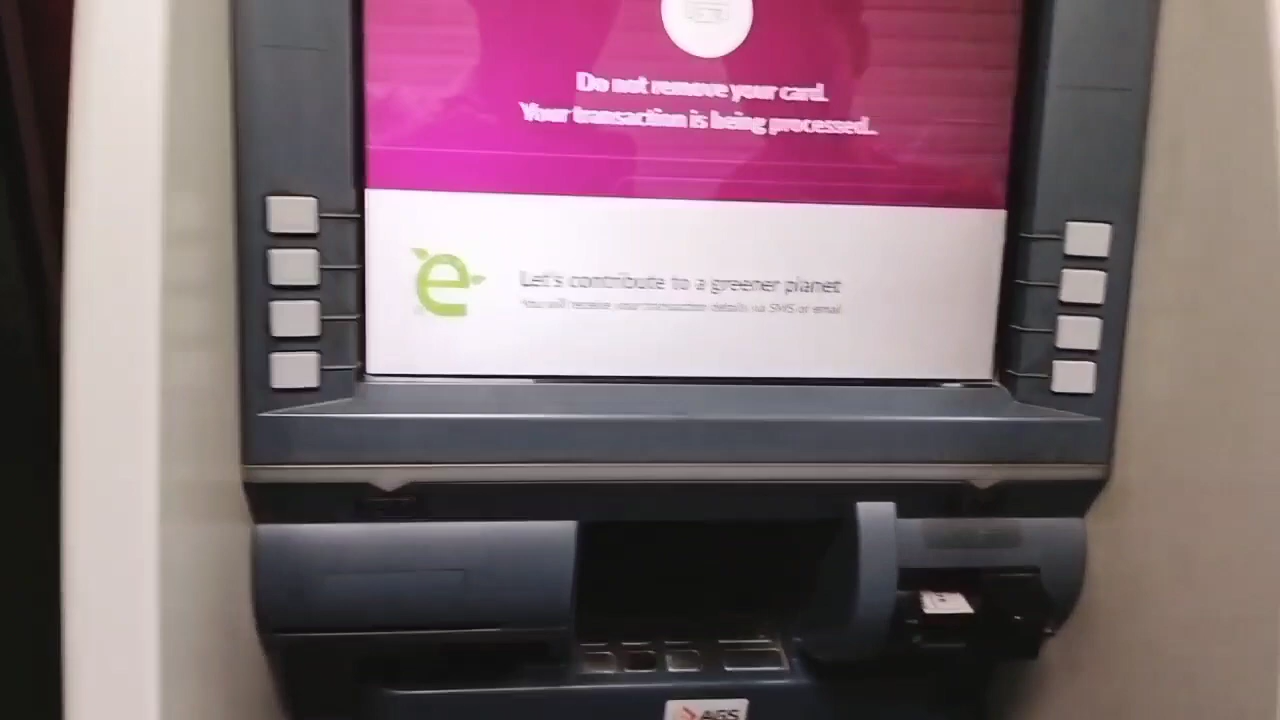 Do not remove your card.
Your transaction is being processed..
e
Let's contribute to a greener planet
You will receive your transaction details via SMS or email
AGS